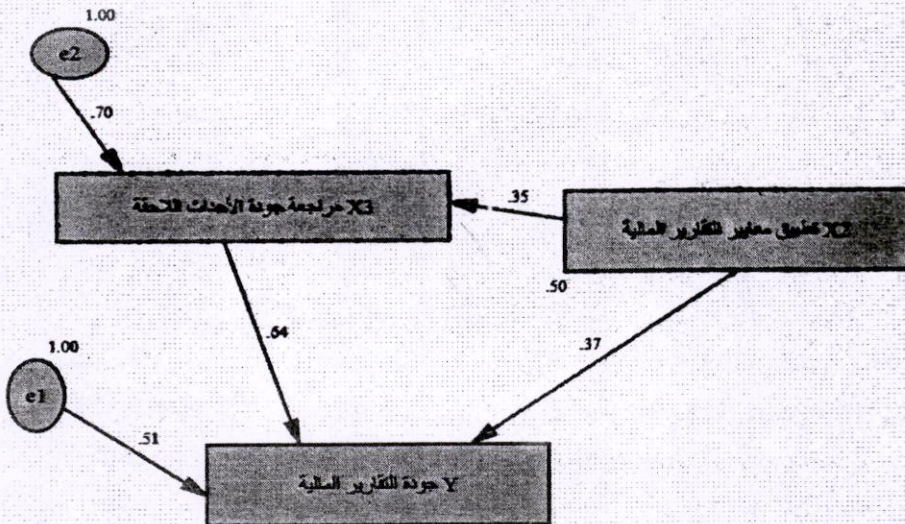 1.00
e2
.70
X3 مراجعة جودة الأحداث اللاحقة
.35
X2 تطبيق معايير التقارير المالية
.50
.64
.37
1.00
e1
.51
Y جودة التقارير المالية